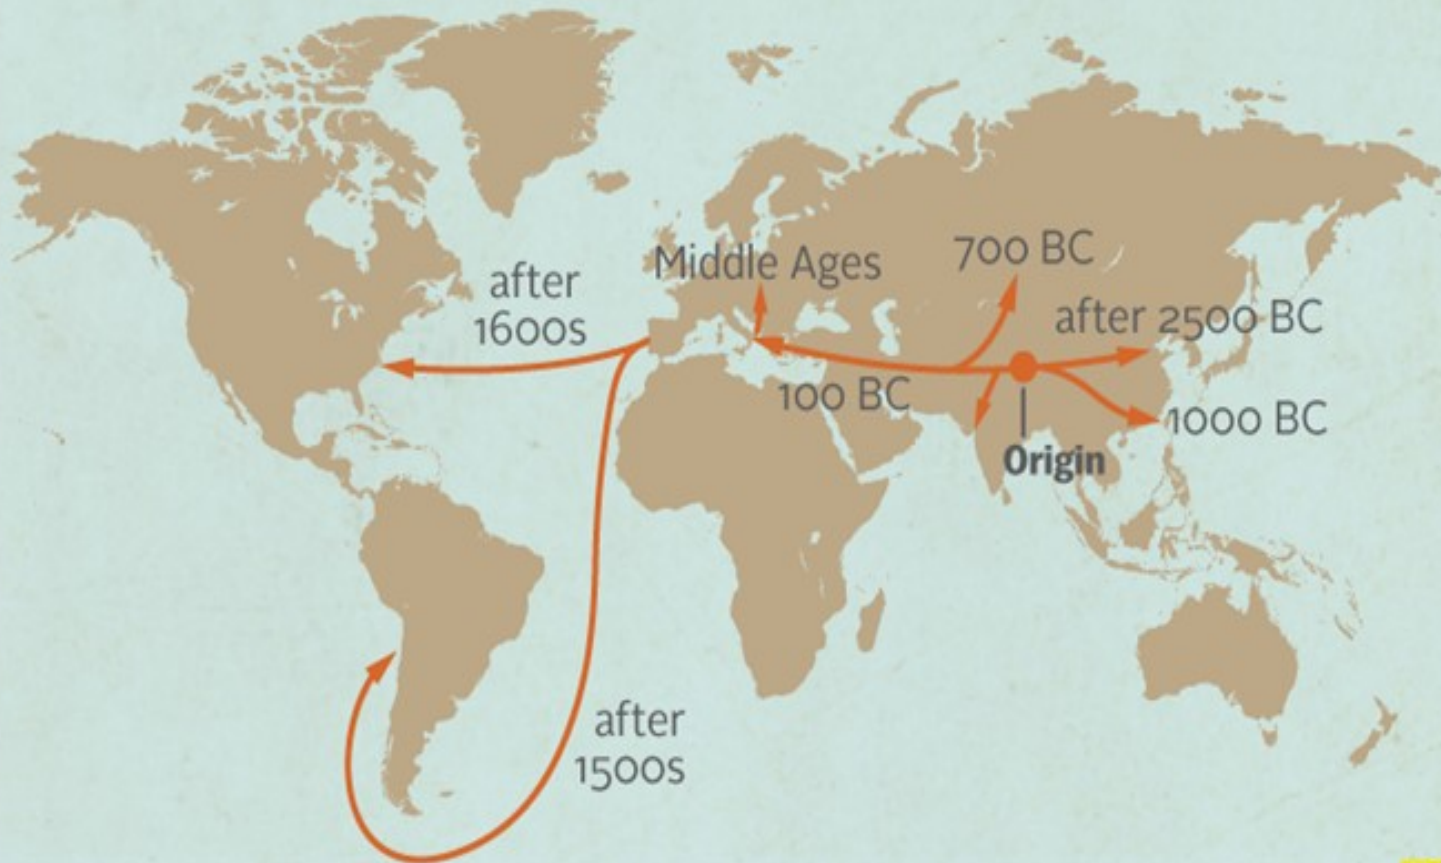 Middle Ages
700 BC
after
1600s
after 2500 BC
100 BC
1000 BC
Origin
after
1500s